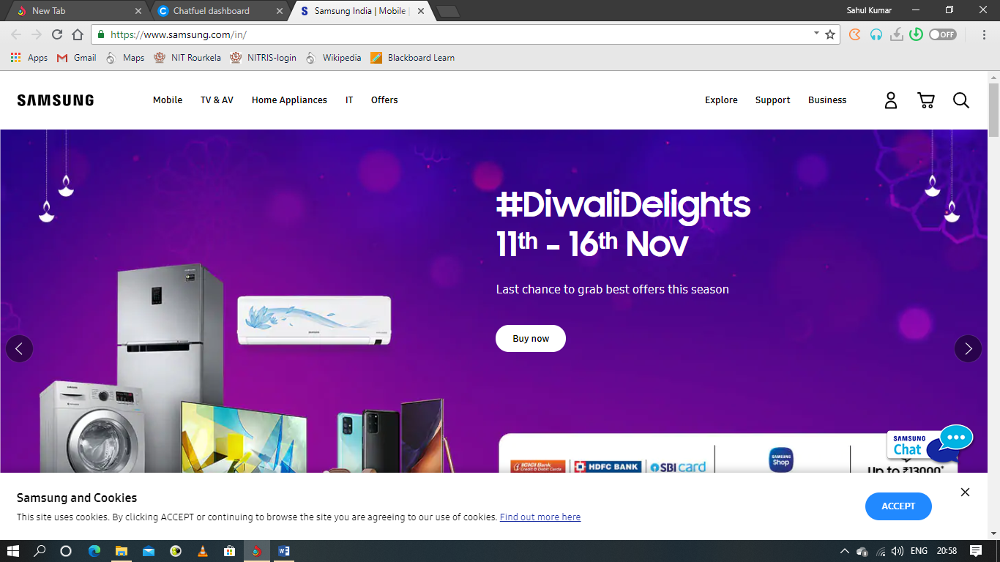 New Tab
Chatfuel dashboard
Samsung India | Mobile |
Sahul Kumar
https://www.samsung.com/in/
OFF
Apps
Gmail
Maps
NIT Rourkela
NITRIS-login
Wikipedia
Blackboard Learn
SAMSUNG
Mobile
TV & AV
Home Appliances
IT
Offers
Explore
Support
Business
#DiwaliDelights
11th - 16th Nov
Last chance to grab best offers this season
Buy now
SAMSUNG
Chat
ICICI Bank
Credit & Debit Cards
HDFC BANK
SBI card
SAMSUNG
Shop
Up to ₹13000*
Samsung and Cookies
This site uses cookies. By clicking ACCEPT or continuing to browse the site you are agreeing to our use of cookies. Find out more here
ACCEPT
ENG
20:58